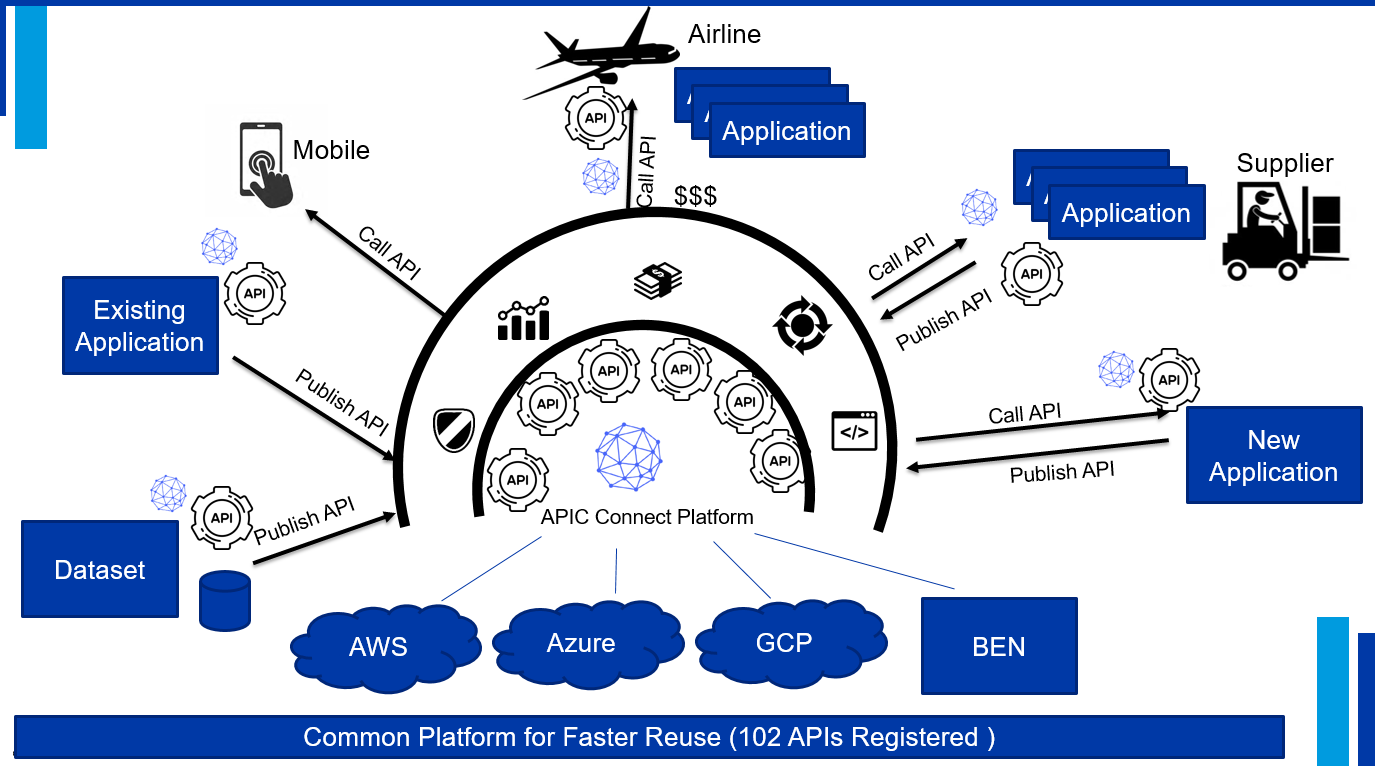 Airline
API
A
A
Application
Call API
$$$
Mobile
Call API
Supplier
A
A
Application
Call API
API
Publish API
API
Existing
Application
Publish API
API
Call API
New
Application
Publish API
API
API
API
API
API
API
APIC Connect Platform
API
Publish API
Dataset
AWS
Azure
GCP
BEN
Common Platform for Faster Reuse (102 APIs Registered )